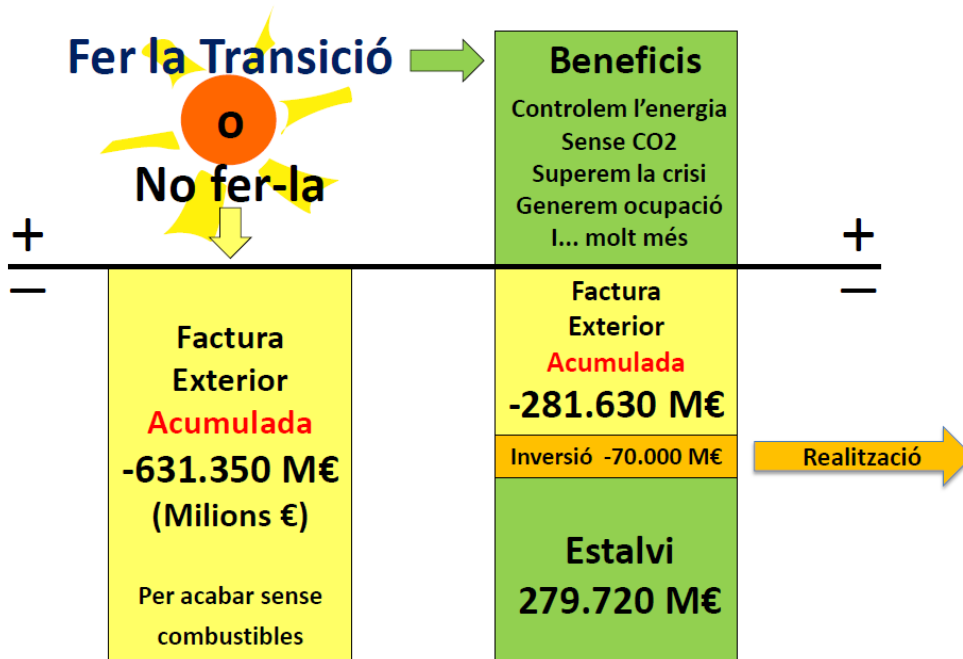 Fer la Transició
o
No fer-la
+
−
Factura
Exterior
Acumulada
-631.350 M€
(Milions €)
Per acabar sense
combustibles
Beneficis
Controlem l’energia
Sense CO2
Superem la crisi
Generem ocupació
I... molt més
+
−
Factura
Exterior
Acumulada
-281.630 M€
Inversió -70.000 M€
Realització
Estalvi
279.720 M€